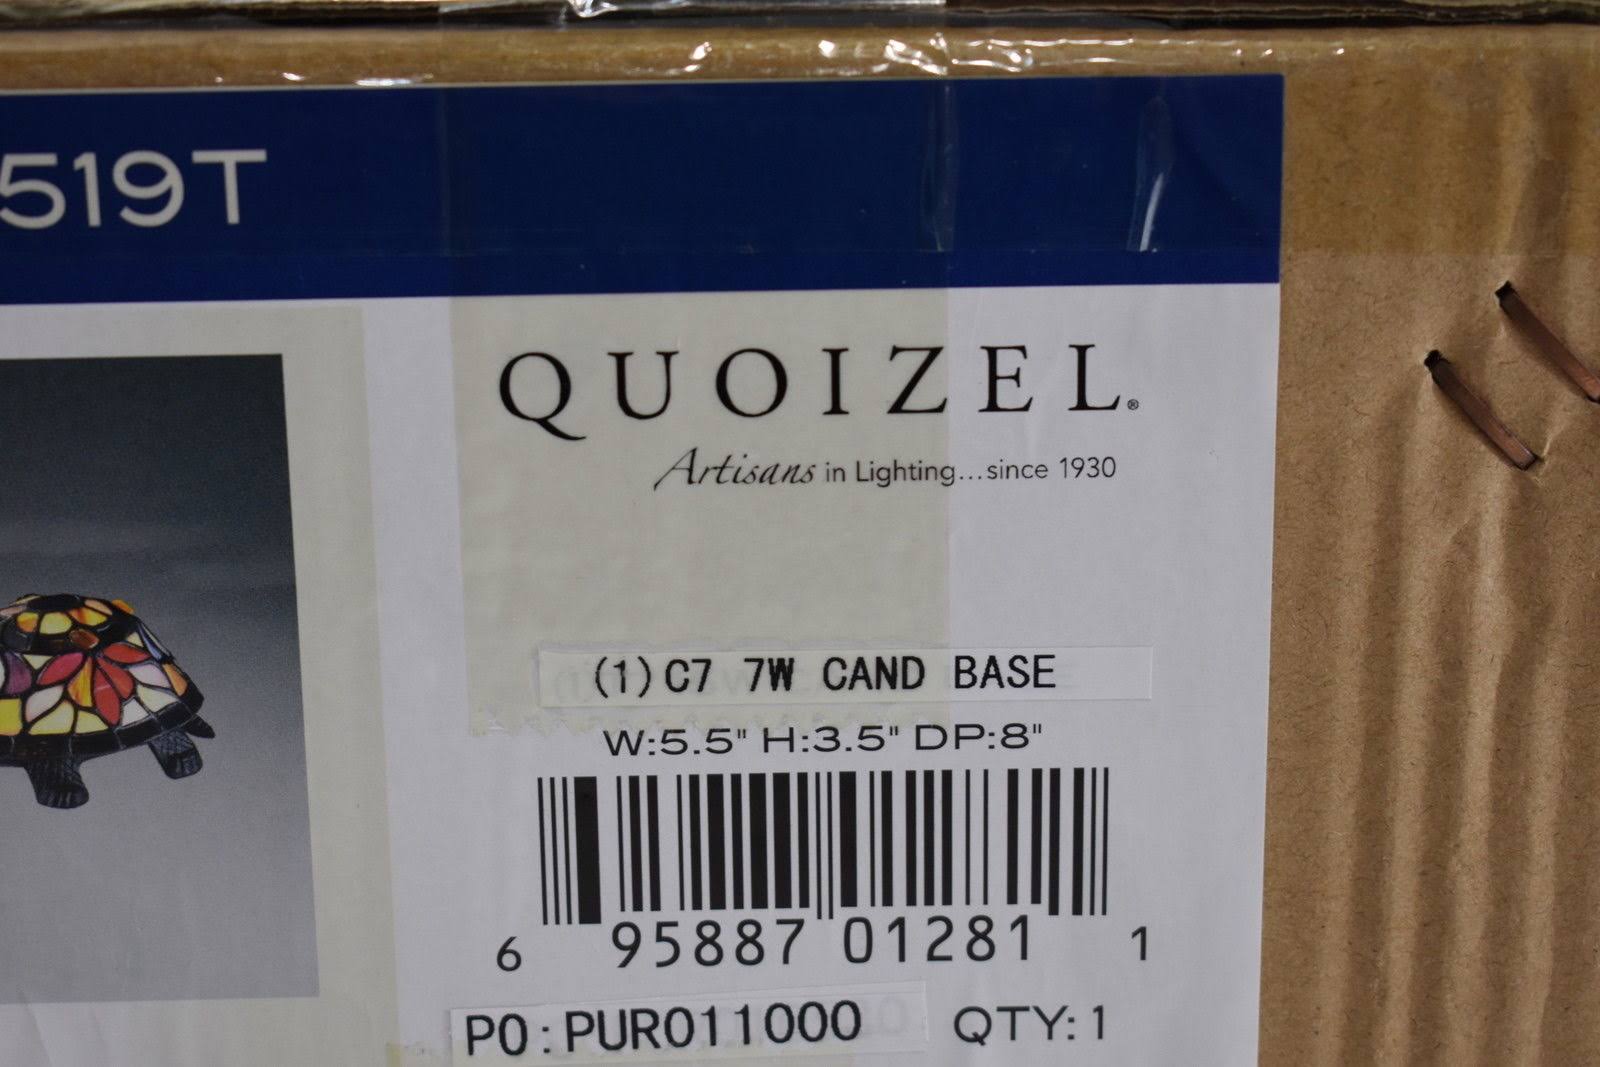 519T
QUOIZEL®
Artisans in Lighting...since 1930
(1)C7 7W CAND BASE
W:5.5" H:3.5" DP:8"
6 95887 01281 1
PO:PUR011000 QTY:1